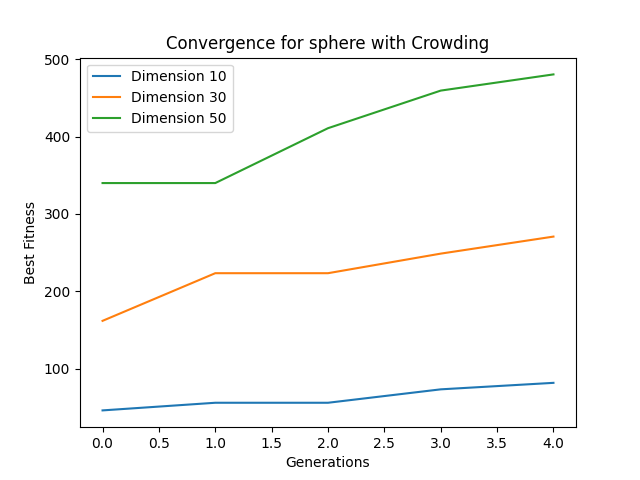 Convergence for sphere with Crowding
Dimension 10
Dimension 30
Dimension 50
500
400
300
200
100
Best Fitness
0.0 0.5 1.0 1.5 2.0 2.5 3.0 3.5 4.0
Generations